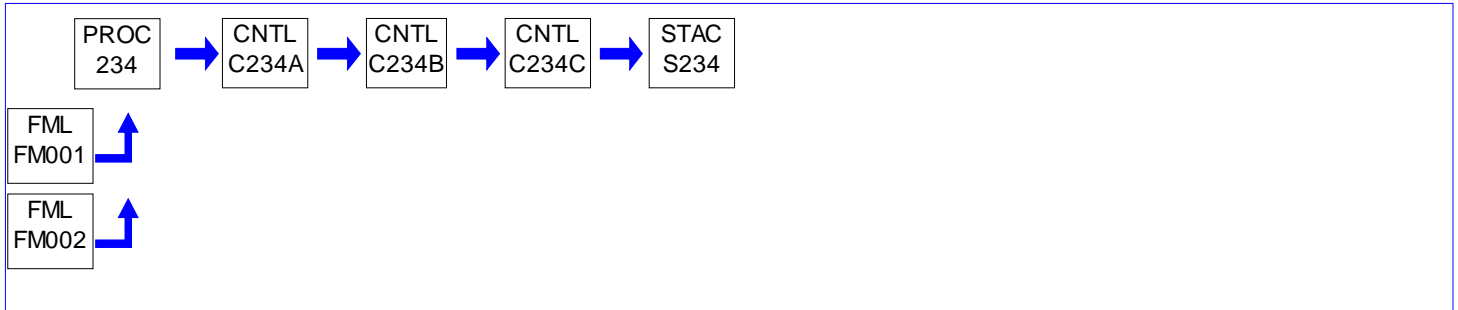 PROC
234
CNTL
C234A
CNTL
C234B
CNTL
C234C
STAC
S234
FML
FM001
FML
FM002